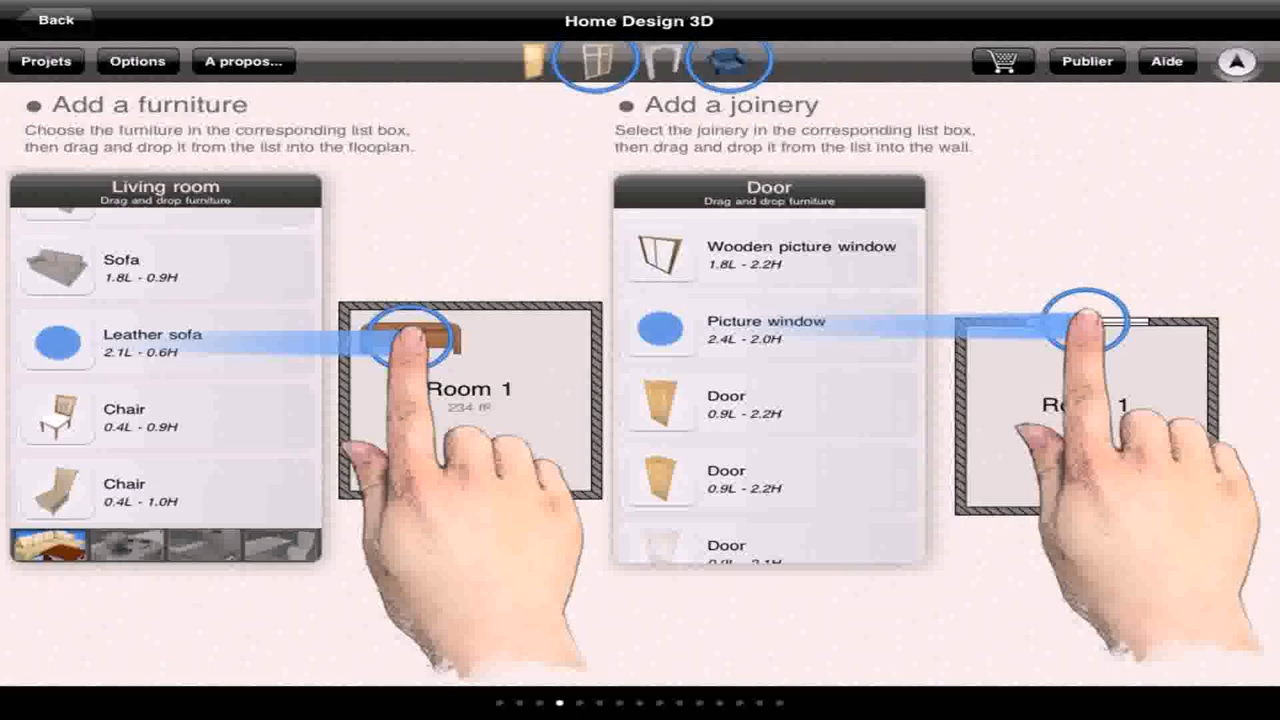 Back
Home Design 3D
Projets
Options
A propos...
Publier
Aide
Add a furniture
Choose the furniture in the corresponding list box,
then drag and drop it from the list into the flooplan.
Living room
Drag and drop furniture
Sofa
1.8L - 0.9H
Leather sofa
2.1L - 0.6H
Chair
0.4L - 0.9H
Chair
0.4L - 1.0H
Room 1
234 ft²
Add a joinery
Select the joinery in the corresponding list box,
then drag and drop it from the list into the wall.
Door
Drag and drop furniture
Wooden picture window
1.8L - 2.2H
Picture window
2.4L - 2.0H
Door
0.9L - 2.2H
Door
0.9L - 2.2H
Door
1